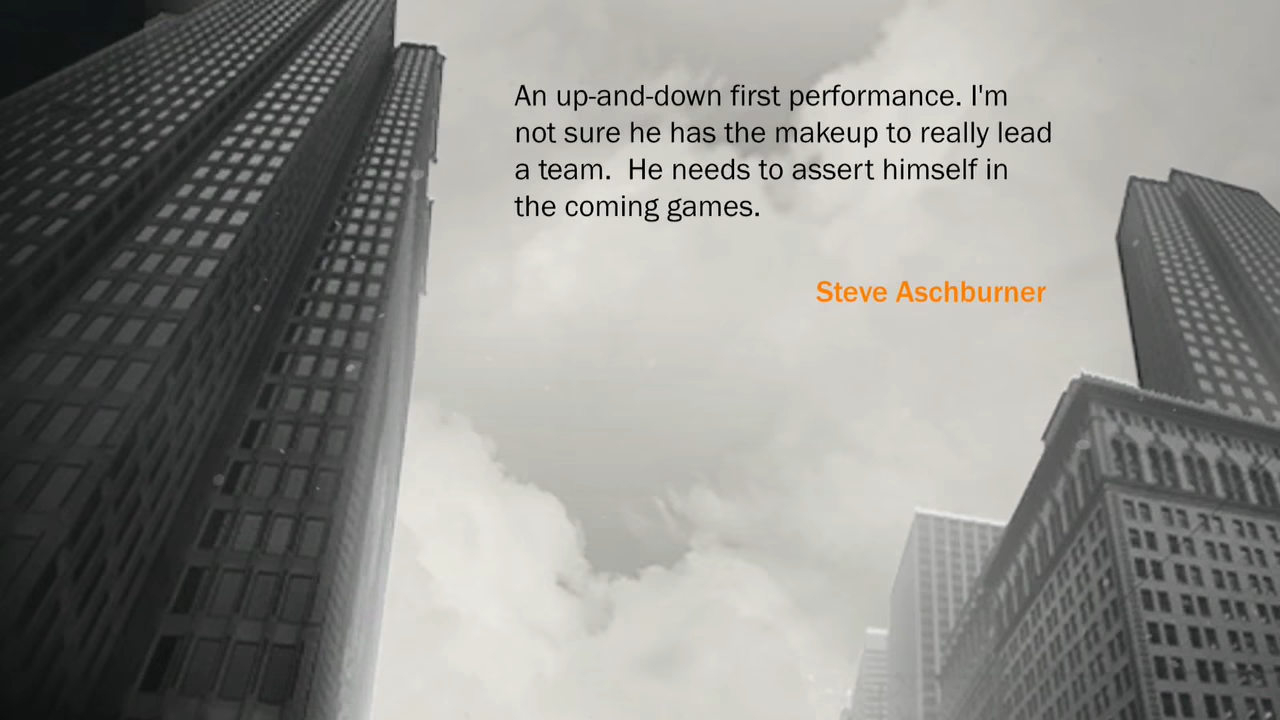 An up-and-down first performance. I'm
not sure he has the makeup to really lead
a team.  He needs to assert himself in
the coming games.
Steve Aschburner